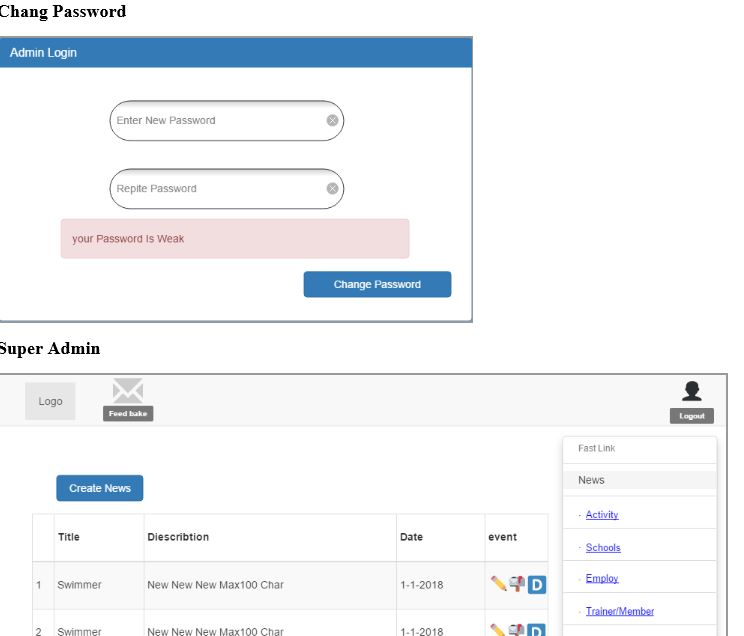 Chang Password
Admin Login
Enter New Password
Repite Password
your Password Is Weak
Change Password
Super Admin
Logo
Feed bake
Logout
Fast Link
News
Create News
Activity
Title Diescribtion Date event
Schools
1 Swimmer New New New Max100 Char 1-1-2018 D
Employ
Trainer/Member
2 Swimmer New New New Max100 Char 1-1-2018 D